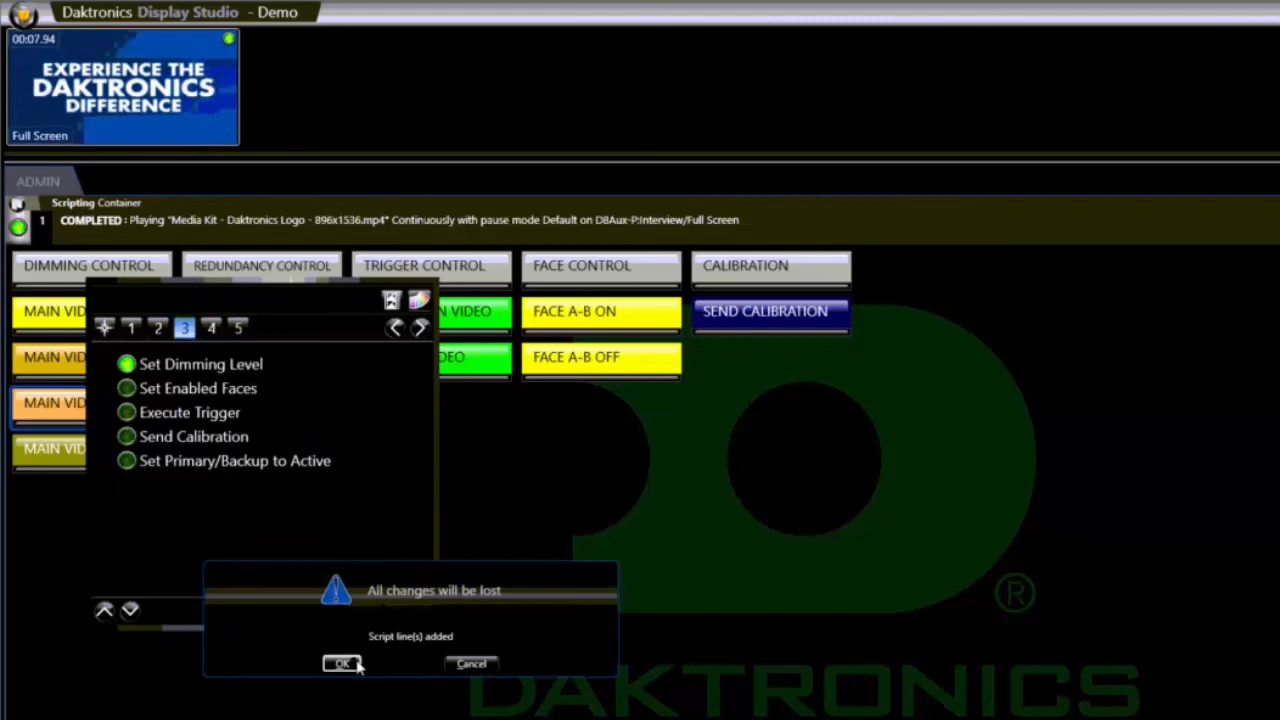 Daktronics Display Studio - Demo
00:07.94
EXPERIENCE THE
DAKTRONICS
DIFFERENCE
Full Screen
ADMIN
Scripting Container
1 COMPLETED : Playing "Media Kit - Daktronics Logo - 896x1536.mp4" Continuously with pause mode Default on D8Aux-P:Interview/Full Screen
DIMMING CONTROL REDUNDANCY CONTROL TRIGGER CONTROL FACE CONTROL CALIBRATION
MAIN VID N VIDEO FACE A-B ON SEND CALIBRATION
1 2 3 4 5
MAIN VID DEO FACE A-B OFF
Set Dimming Level
Set Enabled Faces
MAIN VID
Execute Trigger
Send Calibration
MAIN VID
Set Primary/Backup to Active
All changes will be lost
Script line(s) added
OK Cancel
DAKTRONICS
®